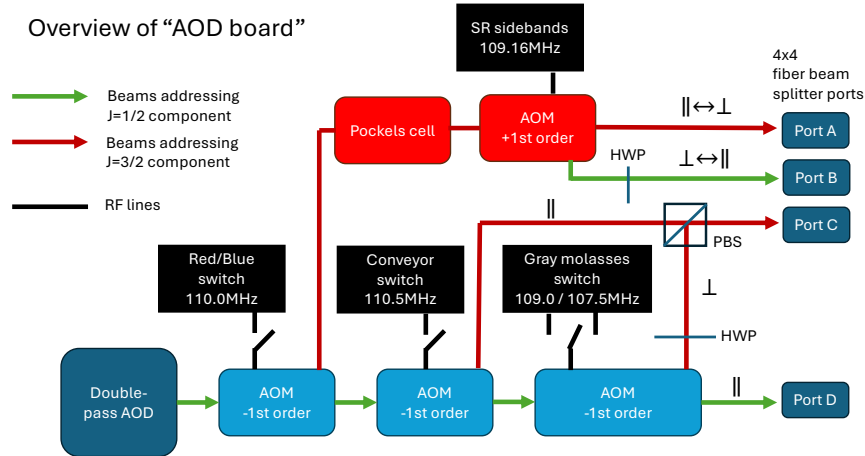 Overview of “AOD board”
SR sidebands
109.16MHz
4x4
fiber beam
splitter ports
Beams addressing
J=1/2 component
Beams addressing
J=3/2 component
RF lines
Pockels cell
AOM
+1st order
∥↔⊥
Port A
HWP
⊥↔∥
Port B
∥
PBS
Port C
Red/Blue
switch
110.0MHz
Conveyor
switch
110.5MHz
Gray molasses
switch
109.0 / 107.5MHz
⊥
HWP
Double-
pass AOD
AOM
-1st order
AOM
-1st order
AOM
-1st order
∥
Port D